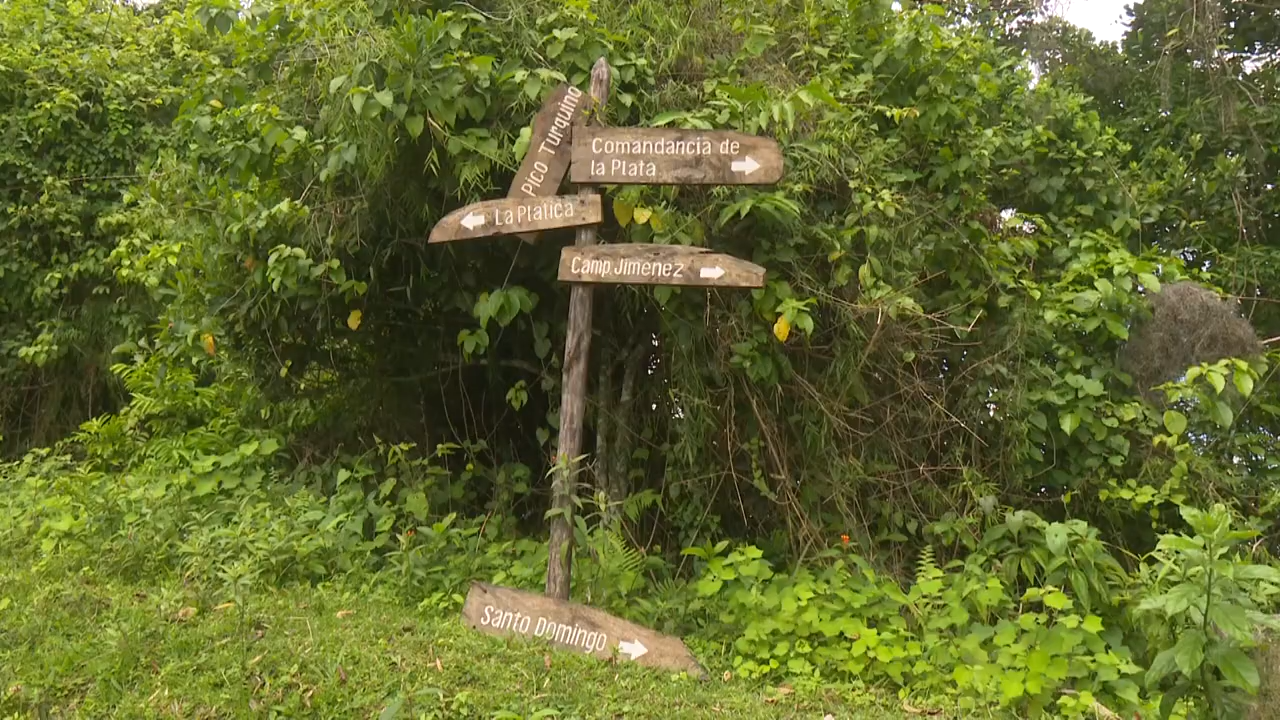 Pico Turquino
Comandancia de
la Plata
La Platica
Camp. Jimenez
Santo Domingo